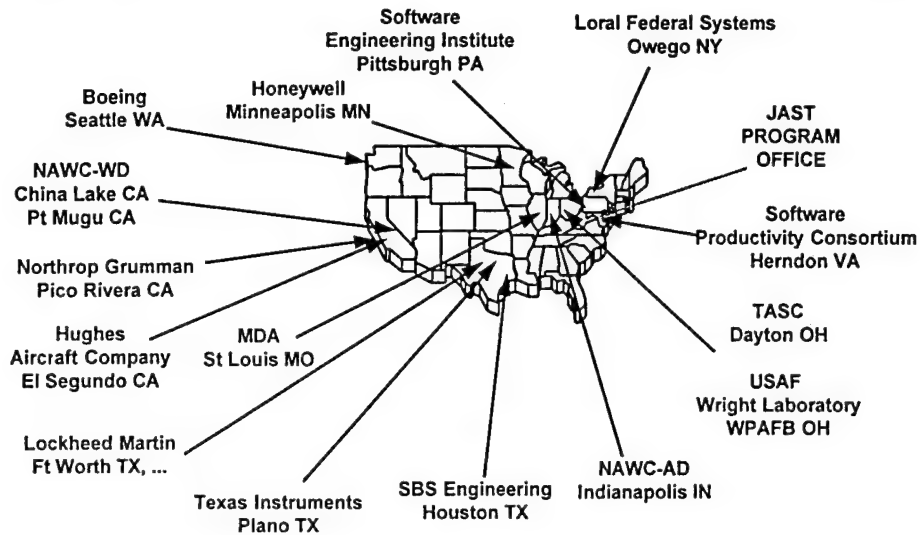 Software
Engineering Institute
Pittsburgh PA
Loral Federal Systems
Owego NY
Boeing
Seattle WA
Honeywell
Minneapolis MN
JAST
PROGRAM
OFFICE
NAWC-WD
China Lake CA
Pt Mugu CA
Software
Productivity Consortium
Herndon VA
Northrop Grumman
Pico Rivera CA
TASC
Dayton OH
Hughes
Aircraft Company
El Segundo CA
MDA
St Louis MO
USAF
Wright Laboratory
WPAFB OH
Lockheed Martin
Ft Worth TX, ...
NAWC-AD
Indianapolis IN
Texas Instruments
Plano TX
SBS Engineering
Houston TX